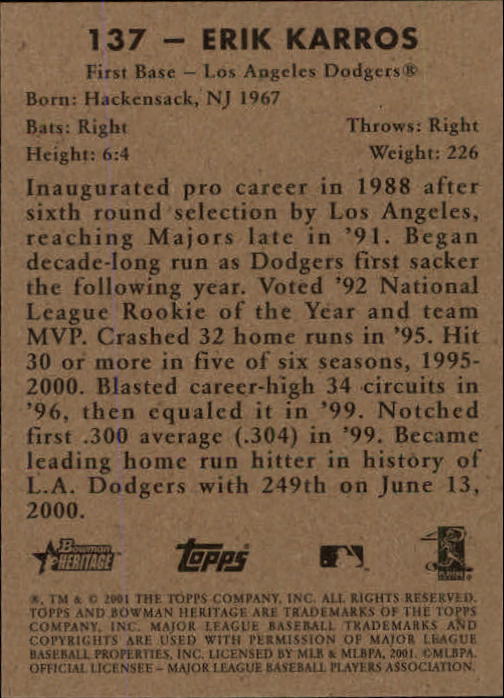 137 – ERIK KARROS
First Base – Los Angeles Dodgers®
Born: Hackensack, NJ 1967
Bats: Right Throws: Right
Height: 6:4 Weight: 226
Inaugurated pro career in 1988 after
sixth round selection by Los Angeles,
reaching Majors late in '91. Began
decade-long run as Dodgers first sacker
the following year. Voted '92 National
League Rookie of the Year and team
MVP. Crashed 32 home runs in '95. Hit
30 or more in five of six seasons, 1995-
2000. Blasted career-high 34 circuits in
'96, then equaled it in '99. Notched
first .300 average (.304) in '99. Became
leading home run hitter in history of
L.A. Dodgers with 249th on June 13,
2000.
Bowman
HERITAGE
TOPPS
®, TM & © 2001 THE TOPPS COMPANY, INC. ALL RIGHTS RESERVED.
TOPPS AND BOWMAN HERITAGE ARE TRADEMARKS OF THE TOPPS
COMPANY, INC. MAJOR LEAGUE BASEBALL TRADEMARKS AND
COPYRIGHTS ARE USED WITH PERMISSION OF MAJOR LEAGUE
BASEBALL PROPERTIES, INC. LICENSED BY MLB & MLBPA, 2001. ©MLBPA.
OFFICIAL LICENSEE – MAJOR LEAGUE BASEBALL PLAYERS ASSOCIATION.